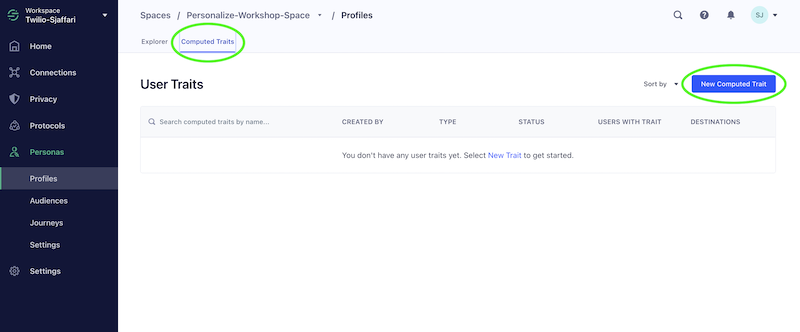 Workspace
Twilio-Sjaffari
Home
Connections
Privacy
Protocols
Personas
Profiles
Audiences
Journeys
Settings
Settings
Spaces / Personalize-Workshop-Space / Profiles
SJ
Explorer Computed Traits
User Traits
Sort by
New Computed Trait
Search computed traits by name... CREATED BY TYPE STATUS USERS WITH TRAIT DESTINATIONS
You don't have any user traits yet. Select New Trait to get started.